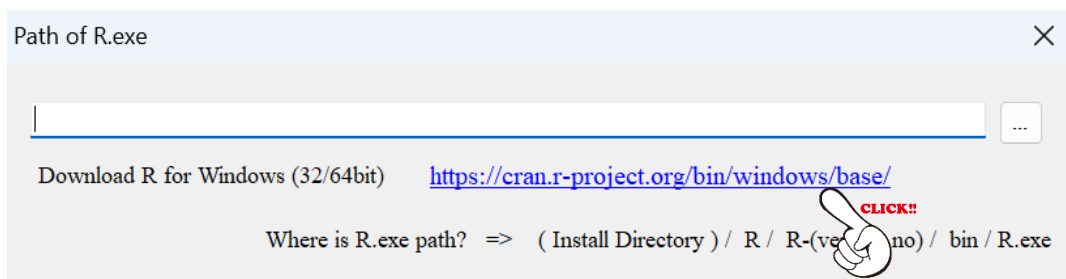 Path of R.exe
...
Download R for Windows (32/64bit) https://cran.r-project.org/bin/windows/base/
CLICK!!
Where is R.exe path? => ( Install Directory ) / R / R-(ve no) / bin / R.exe